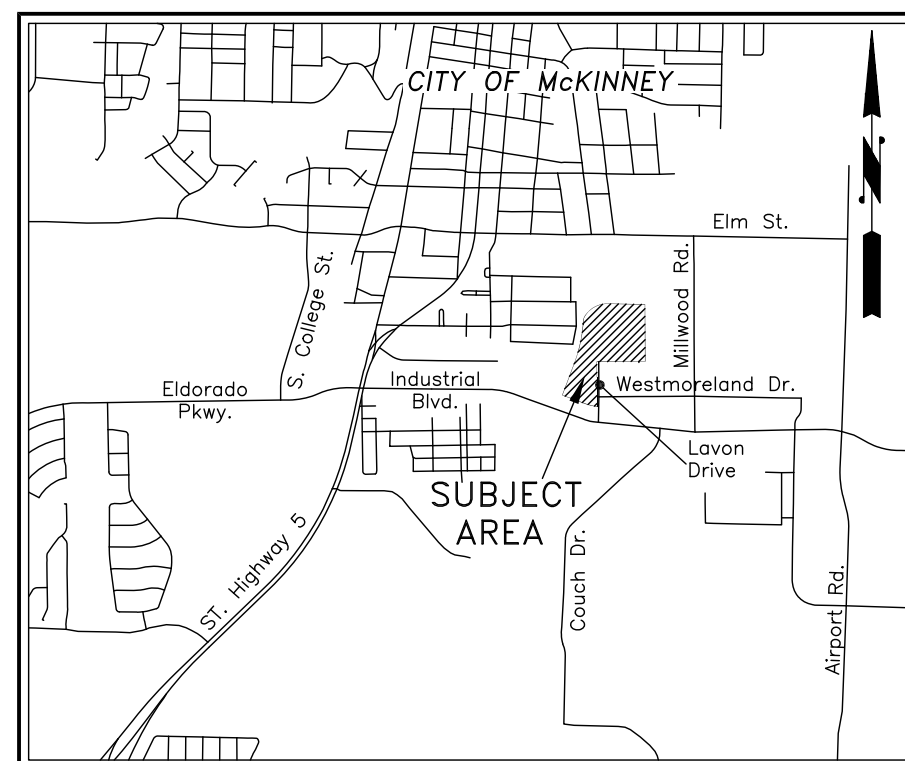 CITY OF McKINNEY
N
Elm St.
Millwood Rd.
S. College St.
Eldorado
Pkwy.
Industrial
Blvd.
Westmoreland Dr.
Lavon
Drive
SUBJECT
AREA
ST. Highway 5
Couch Dr.
Airport Rd.